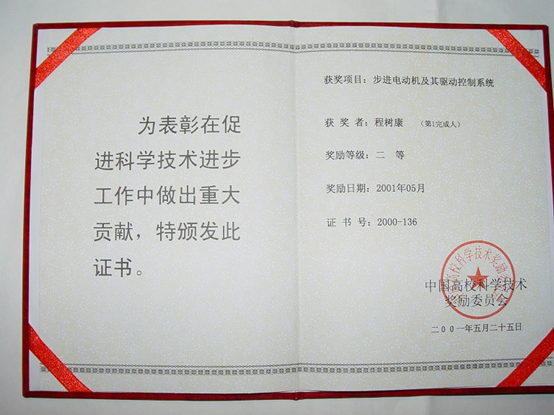 为表彰在促
进科学技术进步
工作中做出重大
贡献，特颁发此
证书。
获奖项目：步进电动机及其驱动控制系统
获奖者：程树康 （第1完成人）
奖励等级：二 等
奖励日期：2001年05月
证书号：2000-136
中国高校科学技术
奖励委员会
二00一年五月二十五日